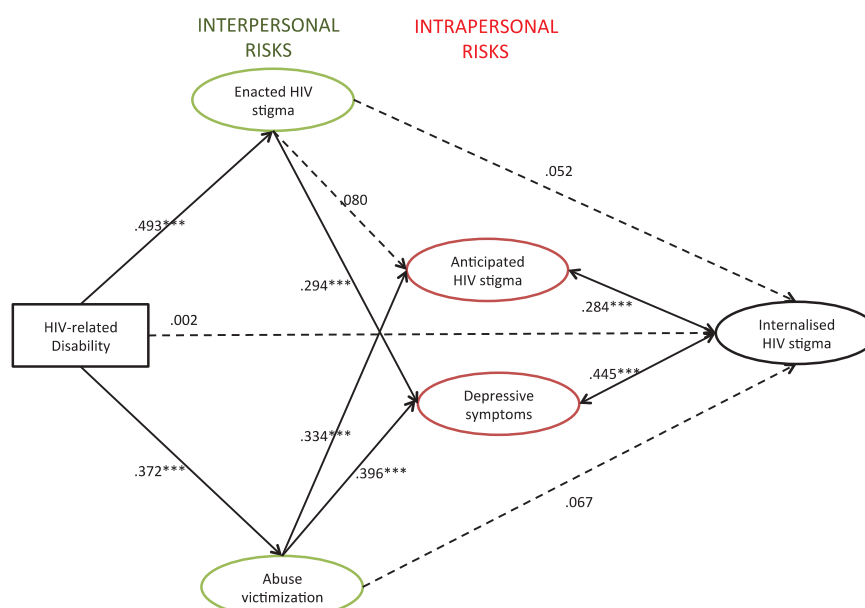 INTERPERSONAL
RISKS
INTRAPERSONAL
RISKS
Enacted HIV
stigma
.052
.080
.493***
Anticipated
HIV stigma
.294***
.284***
HIV-related
Disability
.002
Internalised
HIV stigma
.445***
Depressive
symptoms
.334***
.372***
.396***
.067
Abuse
victimization